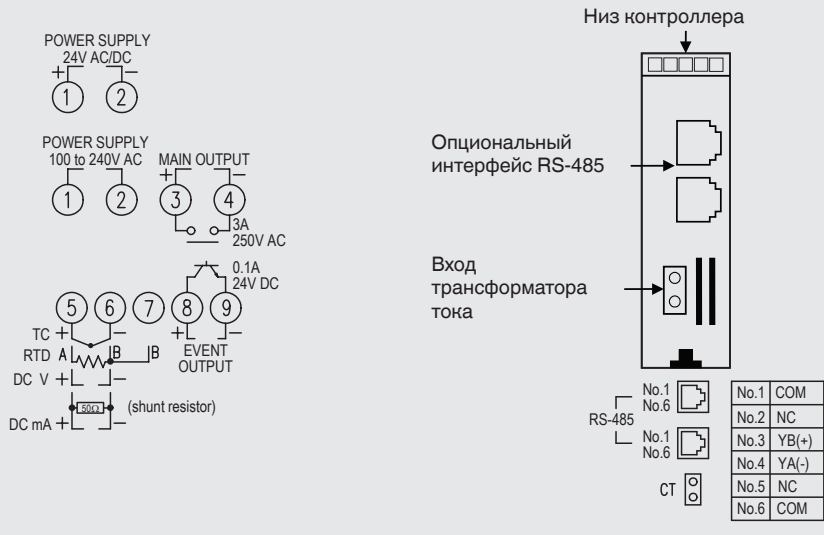 POWER SUPPLY
24V AC/DC
+ −
1 2
POWER SUPPLY
100 to 240V AC
1 2
MAIN OUTPUT
+ −
3 4
3A
250V AC
0.1A
24V DC
5 6 7 8 9
TC + −
+ −
EVENT
OUTPUT
RTD A B B
DC V + −
50Ω (shunt resistor)
DC mA + −
Низ контроллера
Опциональный
интерфейс RS-485
Вход
трансформатора
тока
RS-485
No.1
No.6
No.1
No.6
CT
No.1 COM
No.2 NC
No.3 YB(+)
No.4 YA(-)
No.5 NC
No.6 COM